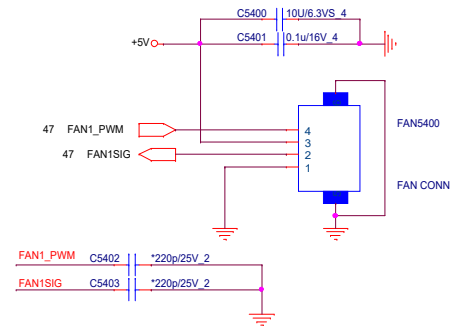 C5400 10U/6.3VS_4
+5V C5401 0.1u/16V_4
FAN5400
47 FAN1_PWM 4
3
47 FAN1SIG 2
1
FAN CONN
FAN1_PWM C5402 *220p/25V_2
FAN1SIG C5403 *220p/25V_2